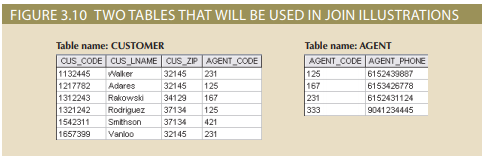 FIGURE 3.10 TWO TABLES THAT WILL BE USED IN JOIN ILLUSTRATIONS
Table name: CUSTOMER
CUS_CODE CUS_LNAME CUS_ZIP AGENT_CODE
1132445 Walker 32145 231
1217782 Adares 32145 125
1312243 Rakowski 34129 167
1321242 Rodriguez 37134 125
1542311 Smithson 37134 421
1657399 Vanloo 32145 231
Table name: AGENT
AGENT_CODE AGENT_PHONE
125 6152439887
167 6153426778
231 6152431124
333 9041234445